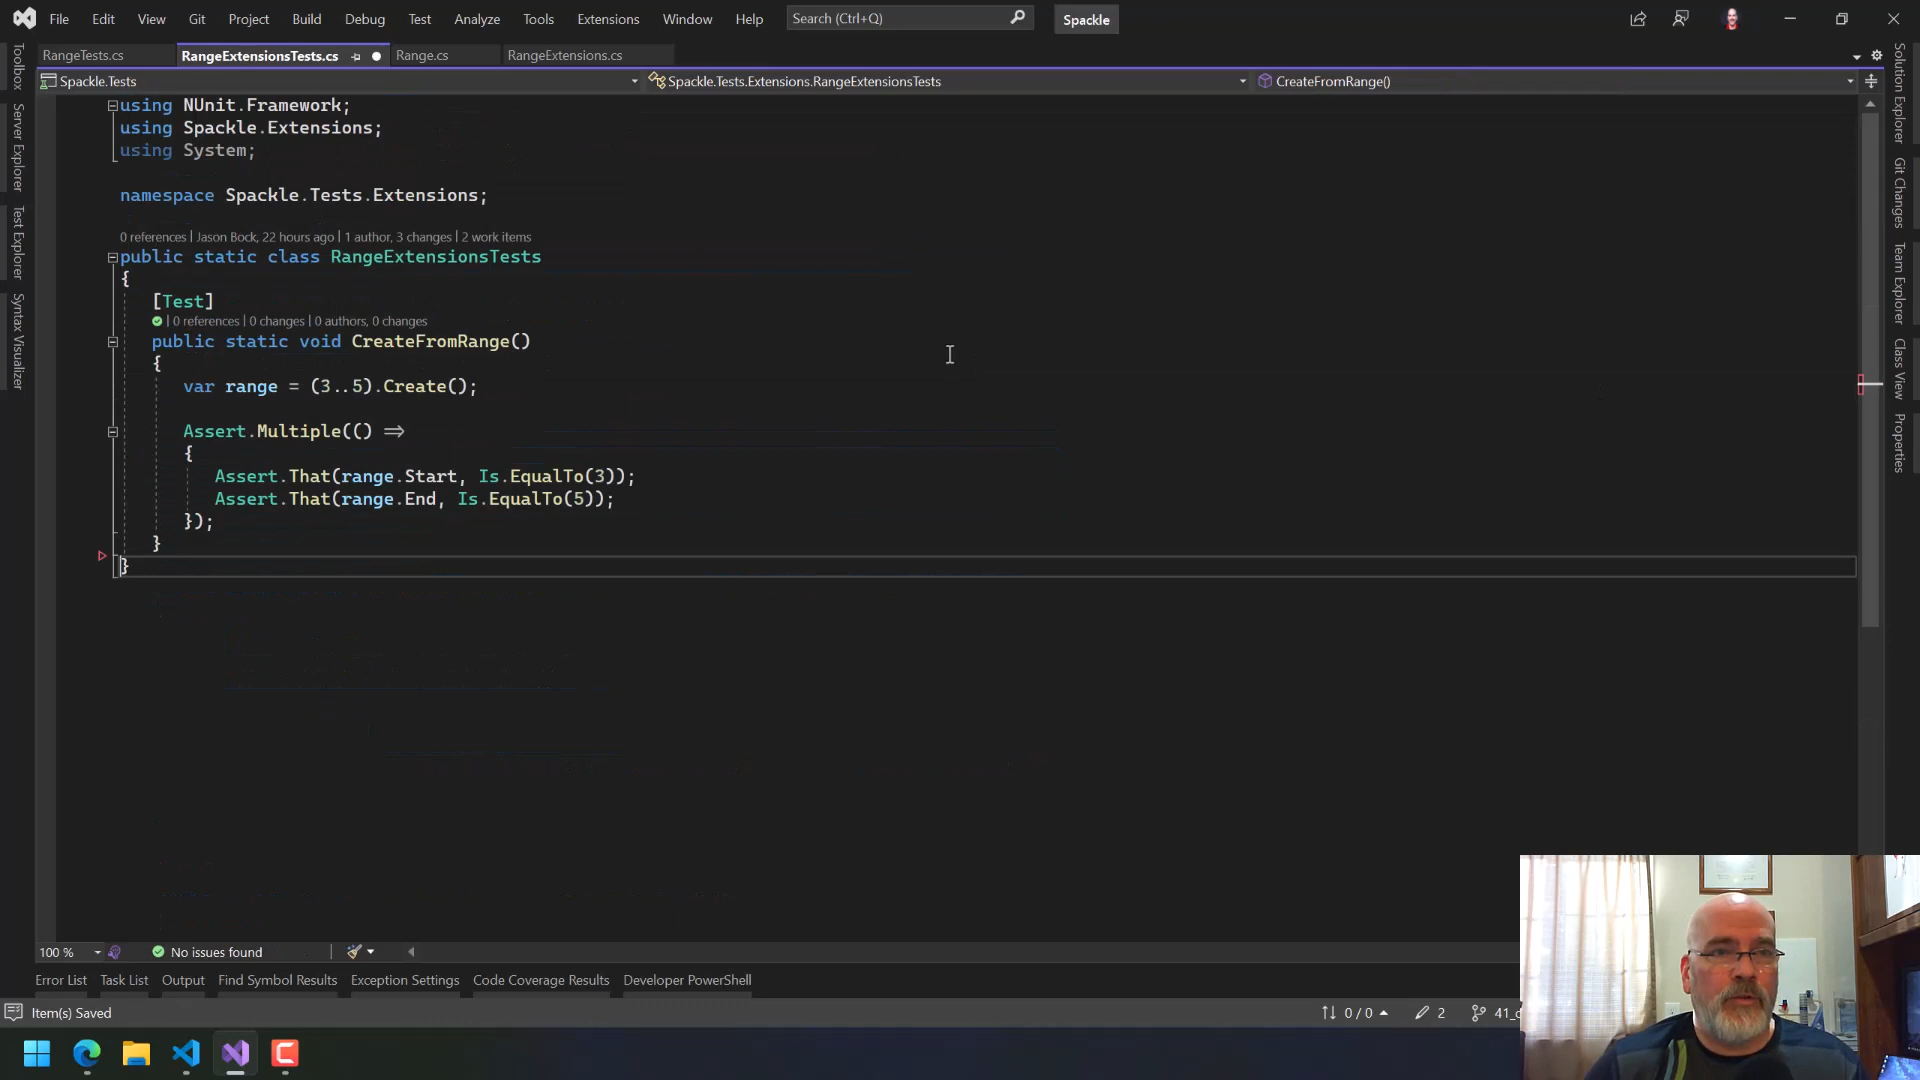 File Edit View Git Project Build Debug Test Analyze Tools Extensions Window Help Search (Ctrl+Q) Spackle
RangeTests.cs RangeExtensionsTests.cs Range.cs RangeExtensions.cs
Spackle.Tests Spackle.Tests.Extensions.RangeExtensionsTests CreateFromRange()
Toolbox
Server Explorer
Test Explorer
Syntax Visualizer
using NUnit.Framework;
using Spackle.Extensions;
using System;
namespace Spackle.Tests.Extensions;
0 references | Jason Bock, 22 hours ago | 1 author, 3 changes | 2 work items
public static class RangeExtensionsTests
{
[Test]
| 0 references | 0 changes | 0 authors, 0 changes
public static void CreateFromRange()
{
var range = (3..5).Create();
Assert.Multiple(() =>
{
Assert.That(range.Start, Is.EqualTo(3));
Assert.That(range.End, Is.EqualTo(5));
});
}
}
Solution Explorer
Git Changes
Team Explorer
Class View
Properties
100 % No issues found
Error List Task List Output Find Symbol Results Exception Settings Code Coverage Results Developer PowerShell
Item(s) Saved 0 / 0 2